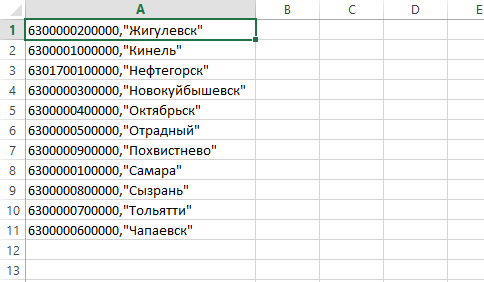 A B C D E
1 6300000200000,"Жигулевск"
2 6300001000000,"Кинель"
3 6301700100000,"Нефтегорск"
4 6300000300000,"Новокуйбышевск"
5 6300000400000,"Октябрьск"
6 6300000500000,"Отрадный"
7 6300000900000,"Похвистнево"
8 6300000100000,"Самара"
9 6300000800000,"Сызрань"
10 6300000700000,"Тольятти"
11 6300000600000,"Чапаевск"
12
13